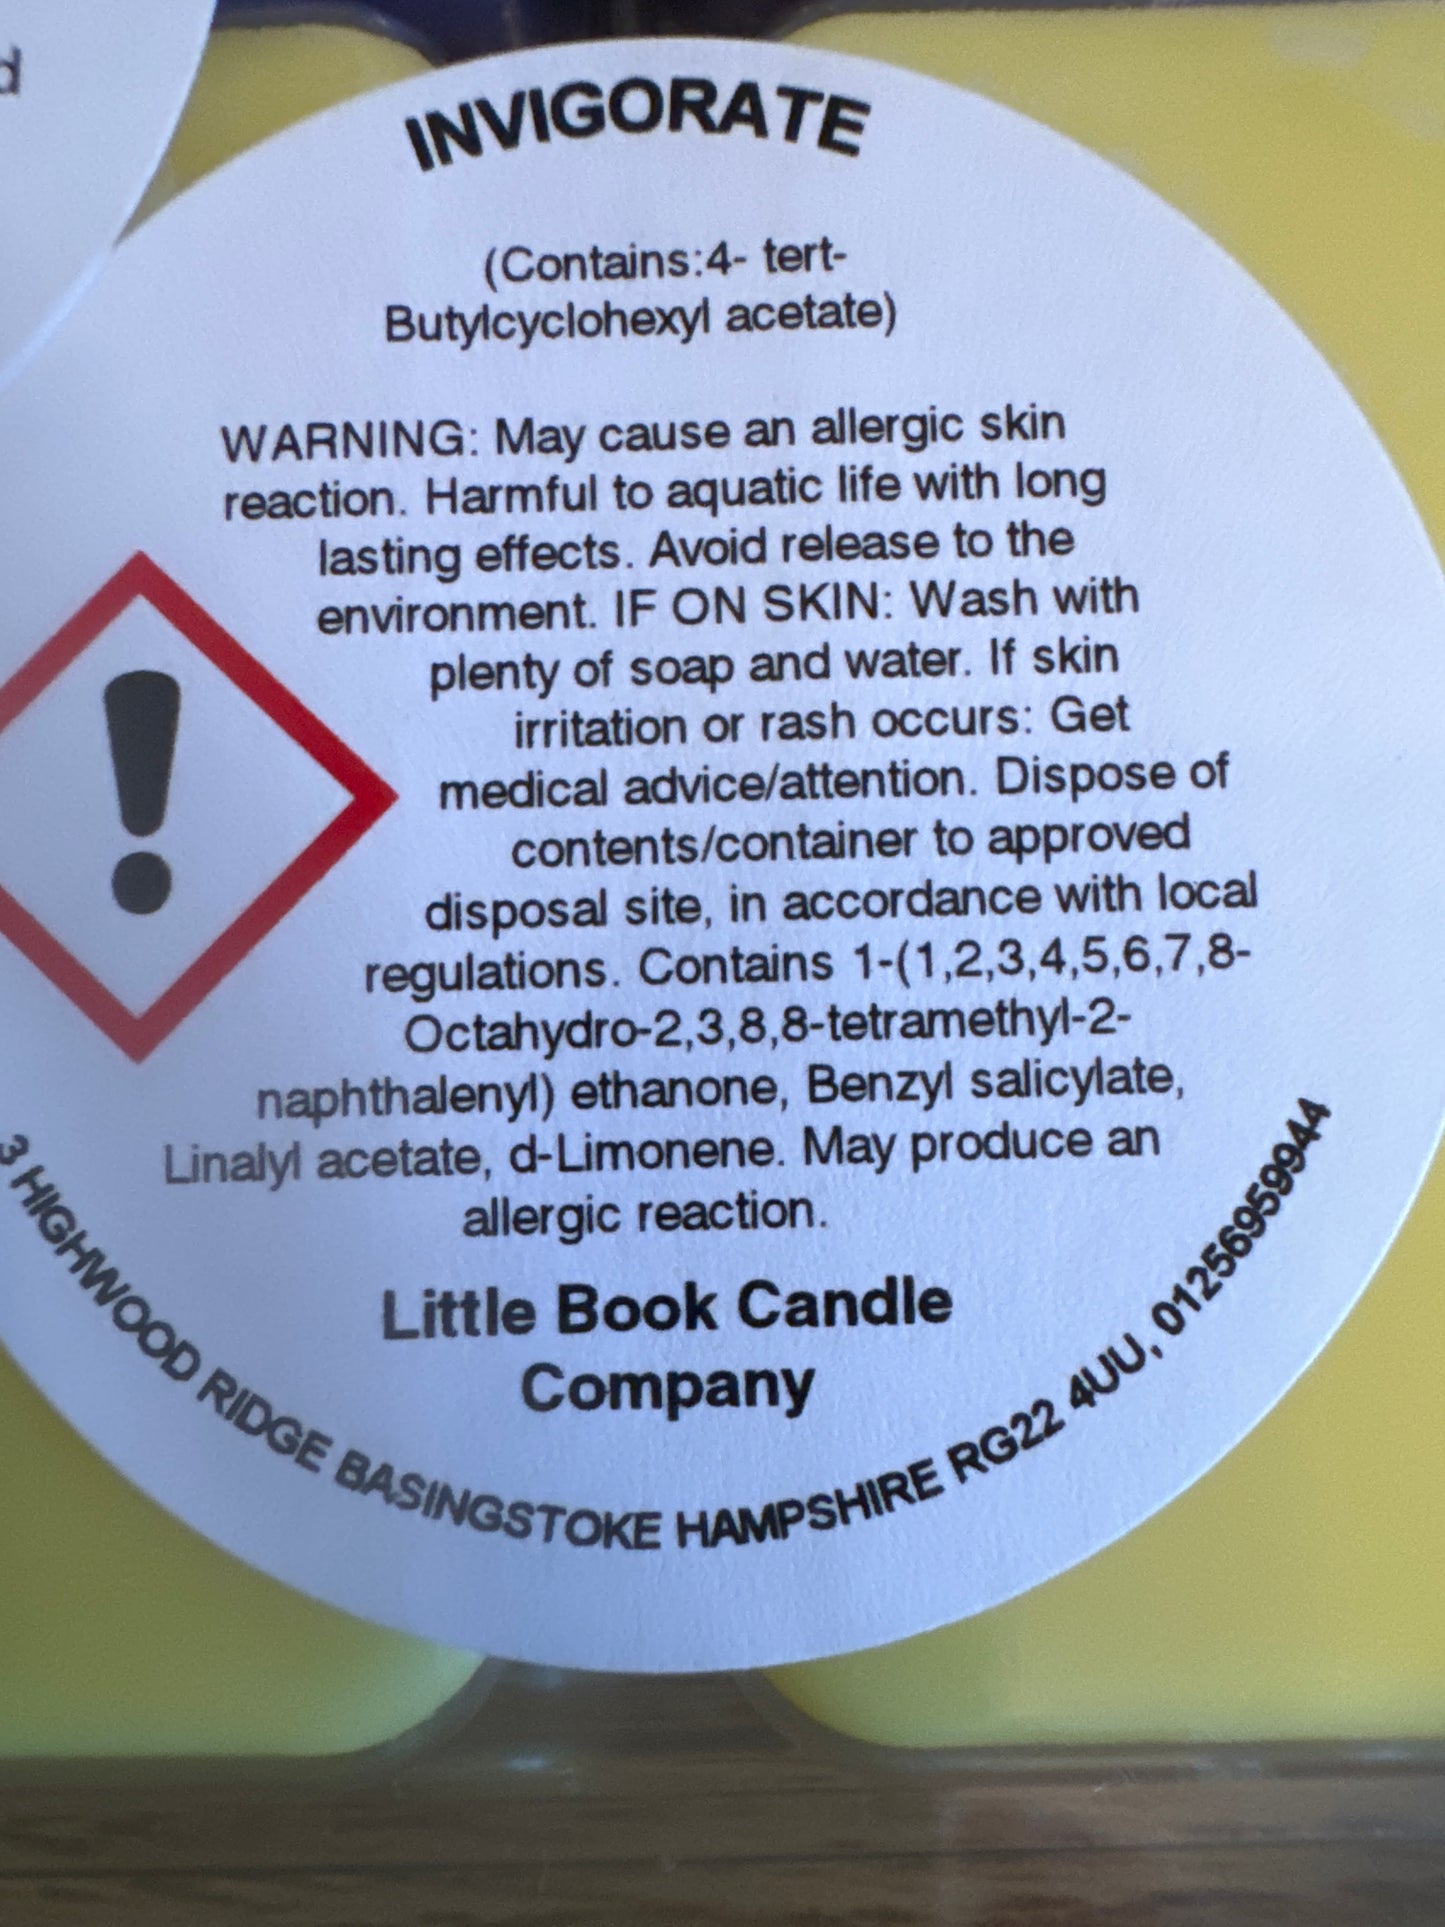 d
INVIGORATE
(Contains:4- tert-
Butylcyclohexyl acetate)
WARNING: May cause an allergic skin
reaction. Harmful to aquatic life with long
lasting effects. Avoid release to the
environment. IF ON SKIN: Wash with
plenty of soap and water. If skin
irritation or rash occurs: Get
medical advice/attention. Dispose of
contents/container to approved
disposal site, in accordance with local
regulations. Contains 1-(1,2,3,4,5,6,7,8-
Octahydro-2,3,8,8-tetramethyl-2-
naphthalenyl) ethanone, Benzyl salicylate,
Linalyl acetate, d-Limonene. May produce an
allergic reaction.
Little Book Candle
Company
3 HIGHWOOD RIDGE BASINGSTOKE HAMPSHIRE RG22 4UU, 01256959944